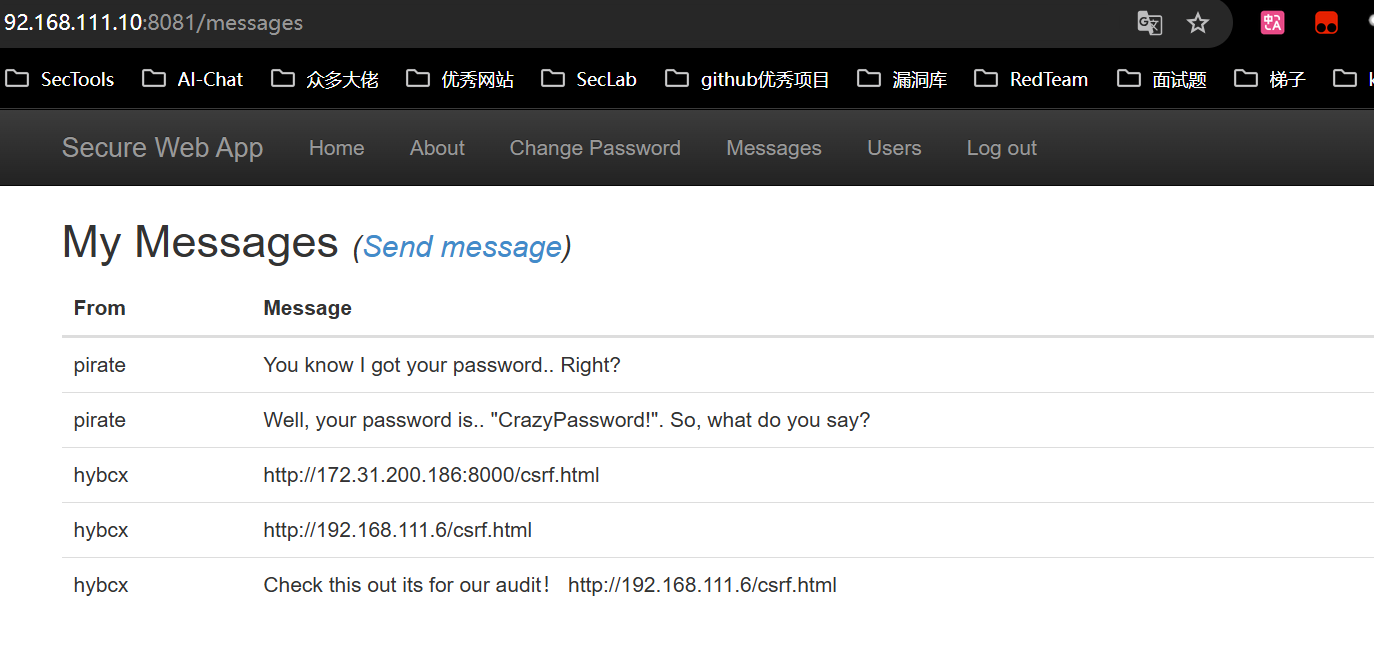 92.168.111.10:8081/messages
SecTools AI-Chat 众多大佬 优秀网站 SecLab github优秀项目 漏洞库 RedTeam 面试题 梯子
Secure Web App Home About Change Password Messages Users Log out
My Messages (Send message)
From Message
pirate You know I got your password.. Right?
pirate Well, your password is.. "CrazyPassword!". So, what do you say?
hybcx http://172.31.200.186:8000/csrf.html
hybcx http://192.168.111.6/csrf.html
hybcx Check this out its for our audit！ http://192.168.111.6/csrf.html